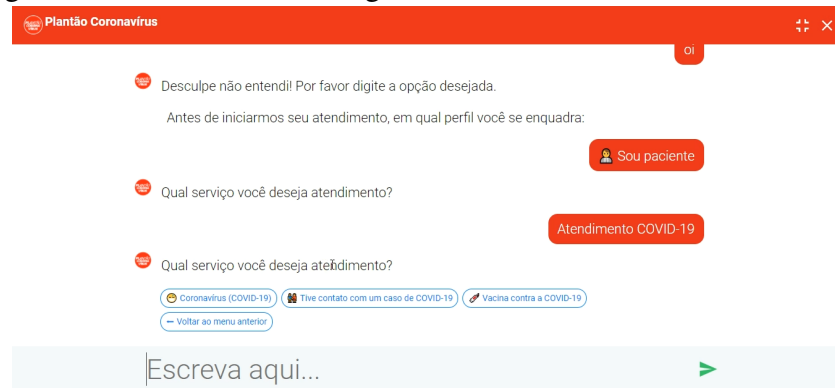 Plantão Coronavírus
oi
Desculpe não entendi! Por favor digite a opção desejada.
Antes de iniciarmos seu atendimento, em qual perfil você se enquadra:
Sou paciente
Qual serviço você deseja atendimento?
Atendimento COVID-19
Qual serviço você deseja atendimento?
Coronavírus (COVID-19) Tive contato com um caso de COVID-19 Vacina contra a COVID-19
← Voltar ao menu anterior
Escreva aqui...